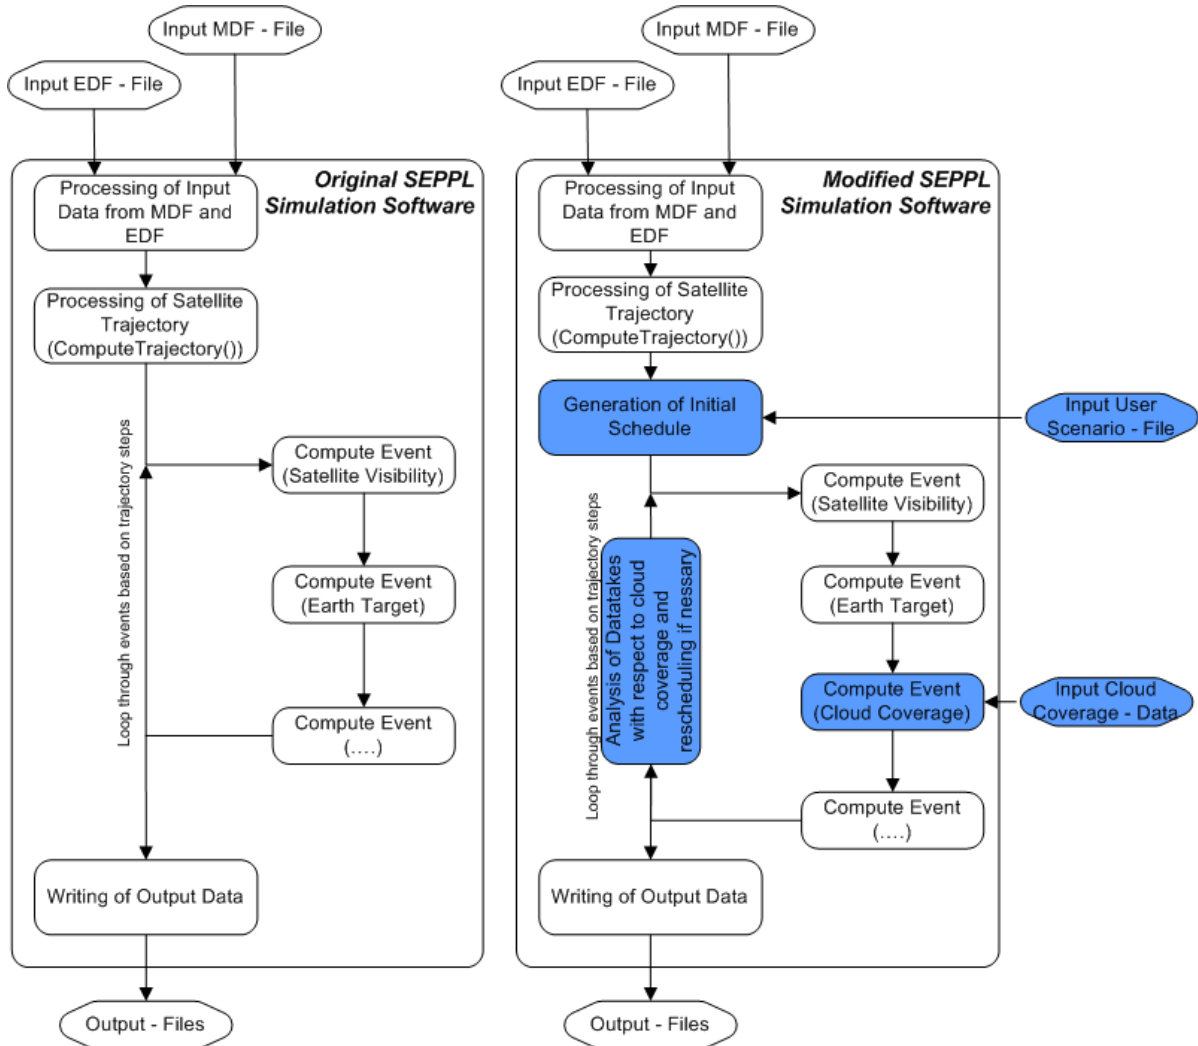 Input MDF - File
Input EDF - File
Original SEPPL
Simulation Software
Processing of Input
Data from MDF and
EDF
Processing of Satellite
Trajectory
(ComputeTrajectory())
Loop through events based on trajectory steps
Compute Event
(Satellite Visibility)
Compute Event
(Earth Target)
Compute Event
(....)
Writing of Output Data
Output - Files
Input MDF - File
Input EDF - File
Modified SEPPL
Simulation Software
Processing of Input
Data from MDF and
EDF
Processing of Satellite
Trajectory
(ComputeTrajectory())
Generation of Initial
Schedule
Input User
Scenario - File
Loop through events based on trajectory steps
Analysis of Datatakes
with respect to cloud
coverage and
rescheduling if nessary
Compute Event
(Satellite Visibility)
Compute Event
(Earth Target)
Compute Event
(Cloud Coverage)
Input Cloud
Coverage - Data
Compute Event
(....)
Writing of Output Data
Output - Files